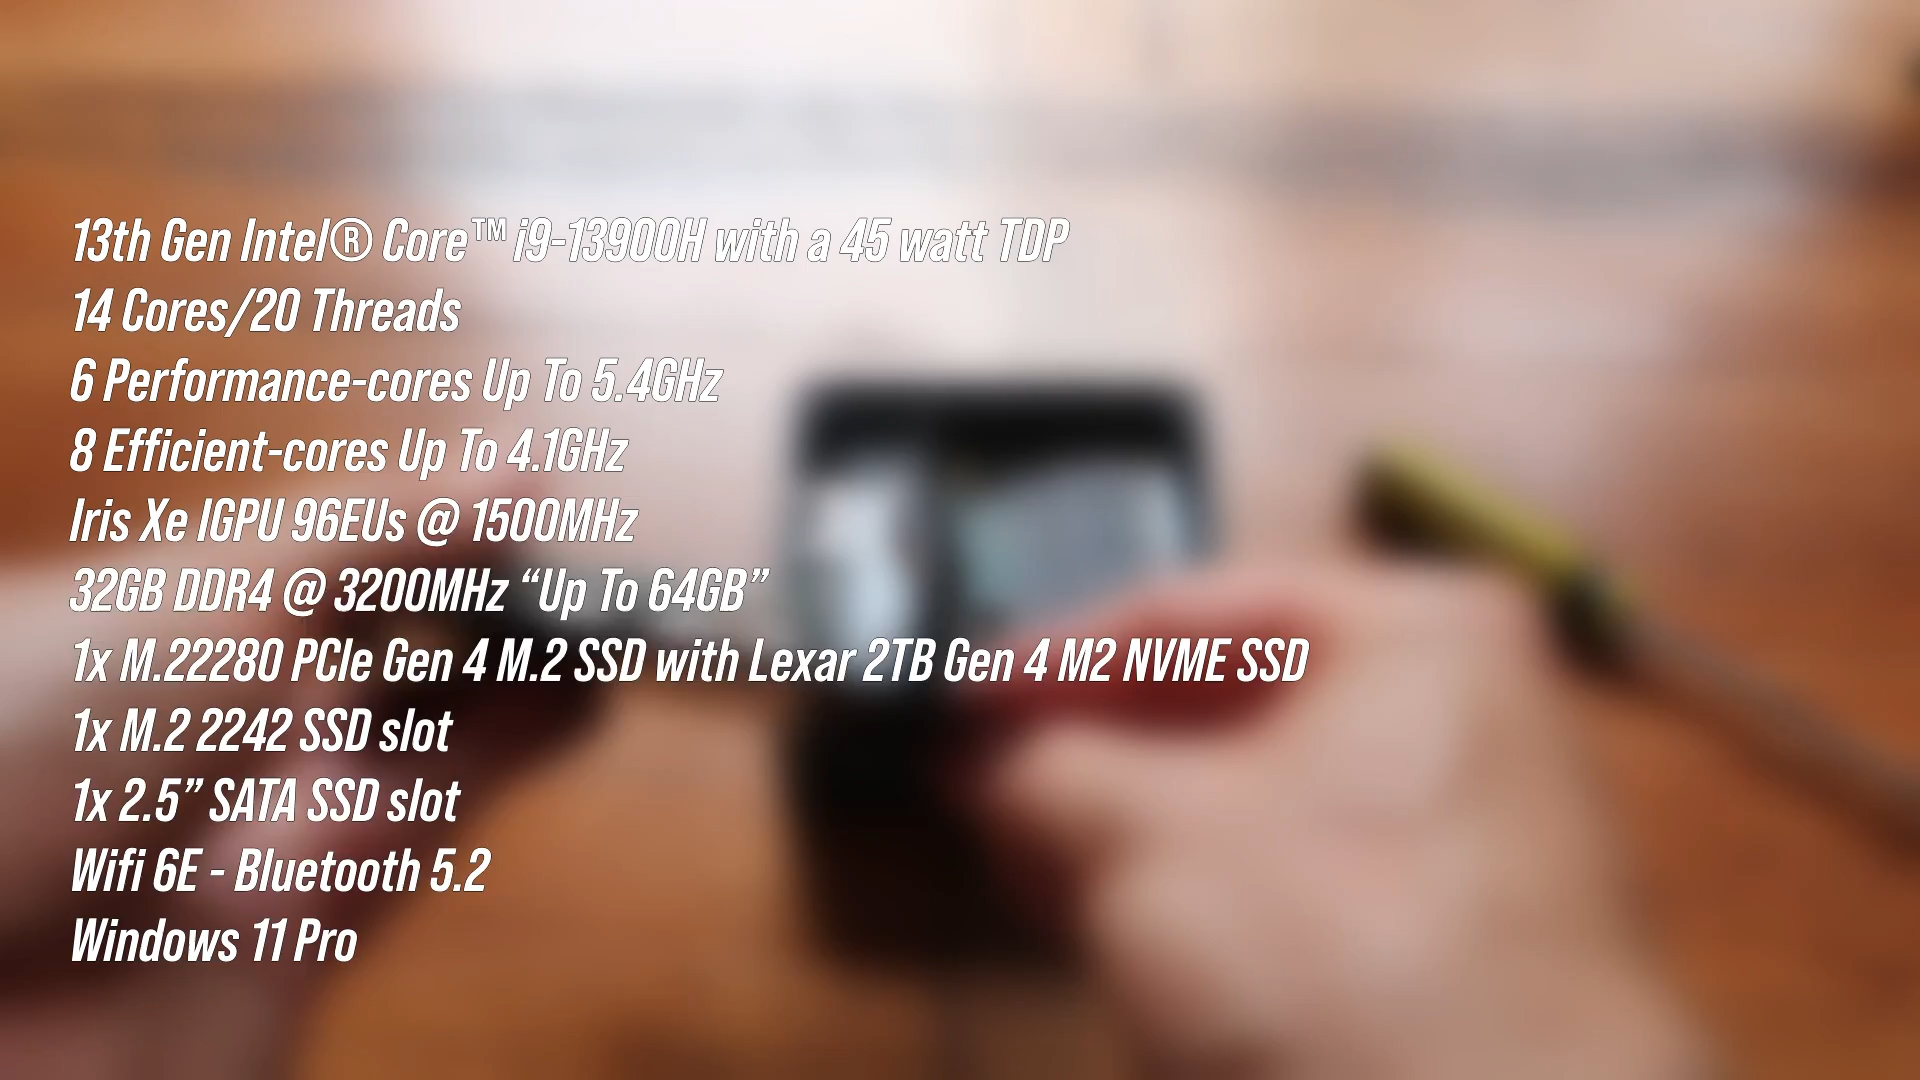 13th Gen Intel® Core™ i9-13900H with a 45 watt TDP
14 Cores/20 Threads
6 Performance-cores Up To 5.4GHz
8 Efficient-cores Up To 4.1GHz
Iris Xe IGPU 96EUs @ 1500MHz
32GB DDR4 @ 3200MHz “Up To 64GB”
1x M.22280 PCIe Gen 4 M.2 SSD with Lexar 2TB Gen 4 M2 NVME SSD
1x M.2 2242 SSD slot
1x 2.5” SATA SSD slot
Wifi 6E - Bluetooth 5.2
Windows 11 Pro